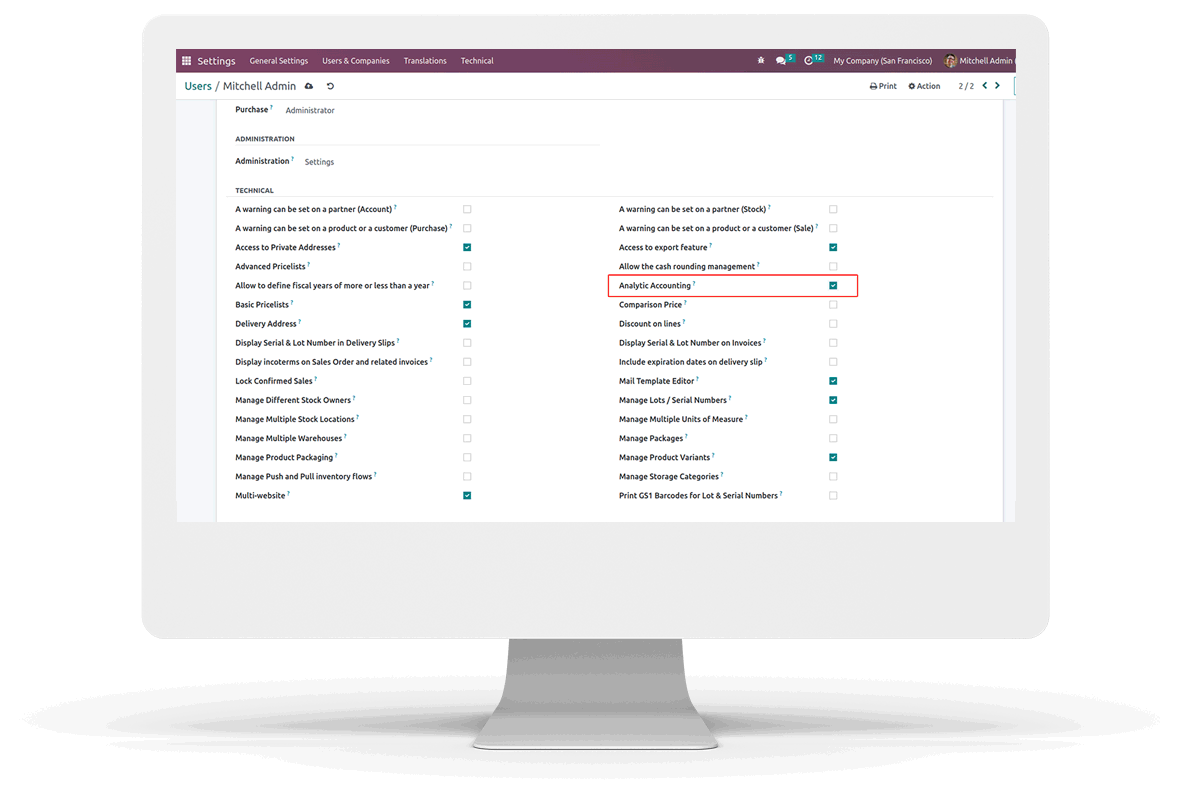 Settings General Settings Users & Companies Translations Technical 5 12 My Company (San Francisco) Mitchell Admin (
Users / Mitchell Admin Print Action 2 / 2
Purchase ? Administrator
ADMINISTRATION
Administration ? Settings
TECHNICAL
A warning can be set on a partner (Account) ? A warning can be set on a partner (Stock) ?
A warning can be set on a product or a customer (Purchase) ? A warning can be set on a product or a customer (Sale) ?
Access to Private Addresses ? Access to export feature ?
Advanced Pricelists ? Allow the cash rounding management ?
Allow to define fiscal years of more or less than a year ? Analytic Accounting ?
Basic Pricelists ? Comparison Price ?
Delivery Address ? Discount on lines ?
Display Serial & Lot Number in Delivery Slips ? Display Serial & Lot Number on Invoices ?
Display incoterms on Sales Order and related invoices ? Include expiration dates on delivery slip ?
Lock Confirmed Sales ? Mail Template Editor ?
Manage Different Stock Owners ? Manage Lots / Serial Numbers ?
Manage Multiple Stock Locations ? Manage Multiple Units of Measure ?
Manage Multiple Warehouses ? Manage Packages ?
Manage Product Packaging ? Manage Product Variants ?
Manage Push and Pull inventory flows ? Manage Storage Categories ?
Multi-website ? Print GS1 Barcodes for Lot & Serial Numbers ?